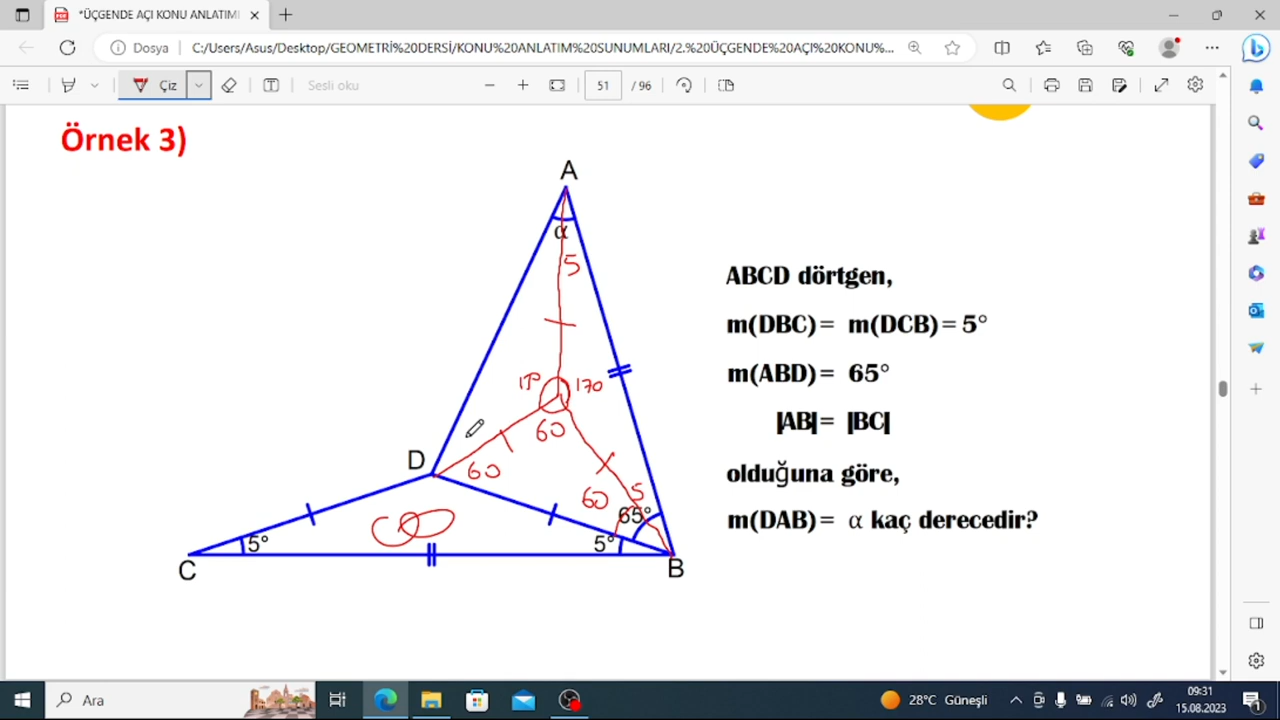 *ÜÇGENDE AÇI KONU ANLATIMI
Dosya C:/Users/Asus/Desktop/GEOMETRİ%20DERSİ/KONU%20ANLATIM%20SUNUMLARI/2.%20ÜÇGENDE%20AÇI%20KONU%...
Çiz
Sesli oku
51 / 96
Örnek 3)
A
α
5
170
60
D
60
60
5
65°
5°
5°
C
B
ABCD dörtgen,
m(DBC)= m(DCB)= 5°
m(ABD)= 65°
|AB|= |BC|
olduğuna göre,
m(DAB)= α kaç derecedir?
Ara
28°C Güneşli
09:31
15.08.2023
1